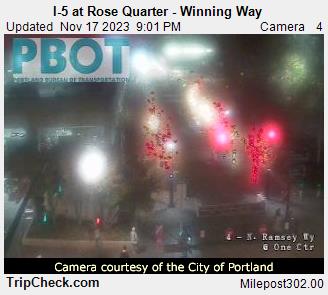 I-5 at Rose Quarter - Winning Way
Updated Nov 17 2023 9:01 PM Camera 4
PBOT
PORTLAND BUREAU OF TRANSPORTATION
4 - N. Ramsey Wy
@ One Ctr
Camera courtesy of the City of Portland
TripCheck.com Milepost302.00